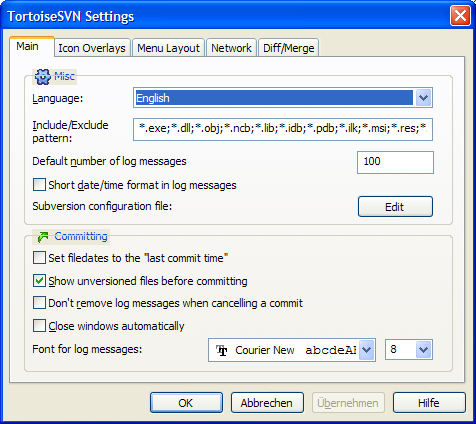 TortoiseSVN Settings
Main Icon Overlays Menu Layout Network Diff/Merge
Misc
Language: English
Include/Exclude pattern: *.exe;*.dll;*.obj;*.ncb;*.lib;*.idb;*.pdb;*.ilk;*.msi;*.res;*
Default number of log messages 100
Short date/time format in log messages
Subversion configuration file: Edit
Committing
Set filedates to the "last commit time"
Show unversioned files before committing
Don't remove log messages when cancelling a commit
Close windows automatically
Font for log messages: Courier New abcdeA 8
OK Abbrechen Übernehmen Hilfe